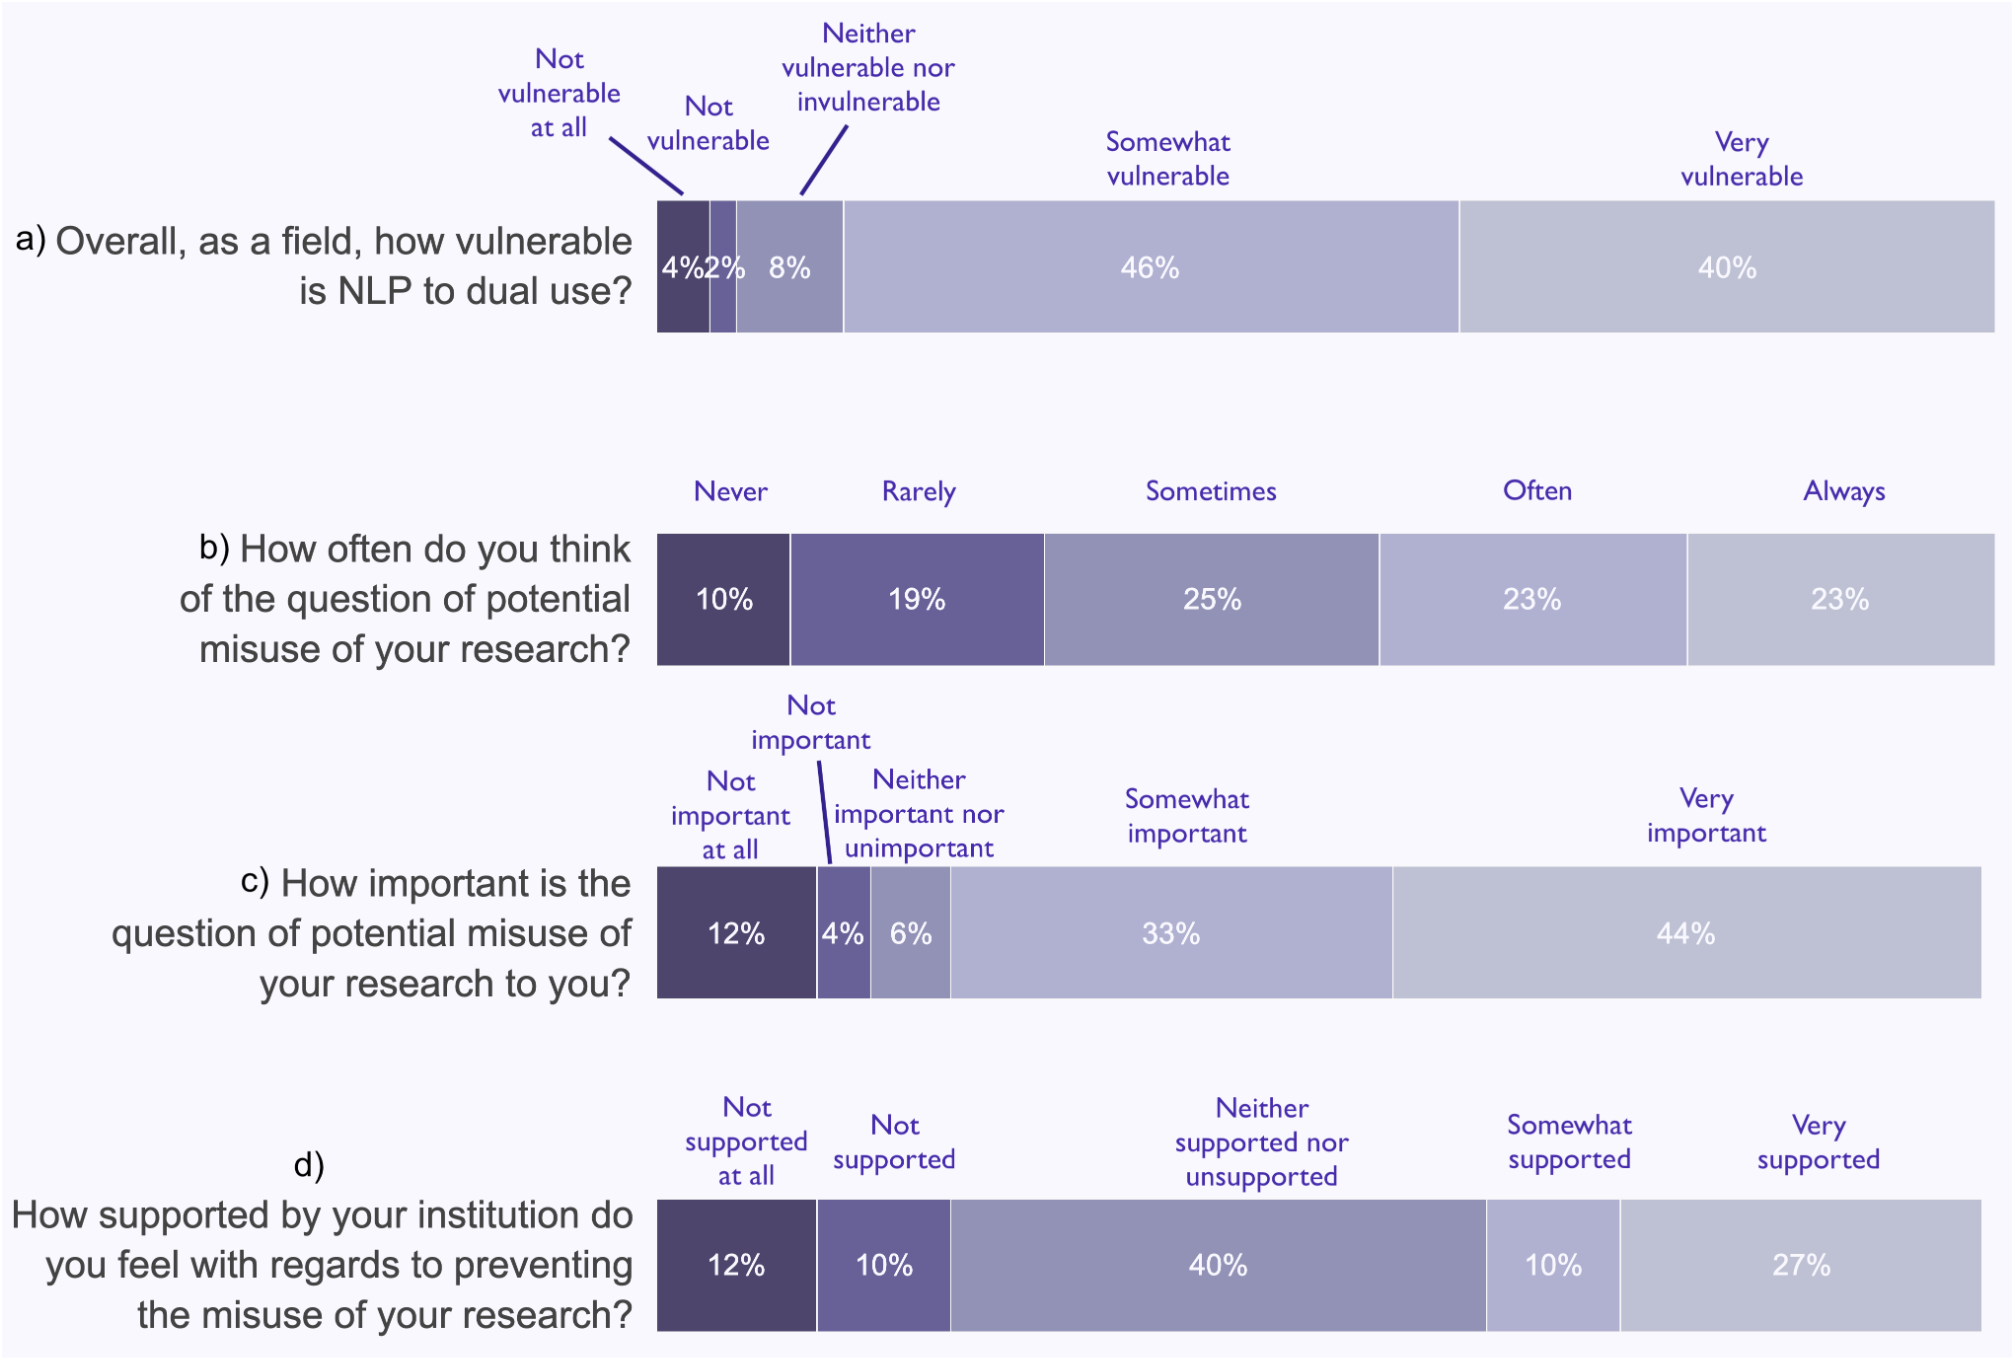 Not
vulnerable
at all
Not
vulnerable
Neither
vulnerable nor
invulnerable
Somewhat
vulnerable
Very
vulnerable
a) Overall, as a field, how vulnerable
is NLP to dual use?
4%
2%
8%
46%
40%
Never
Rarely
Sometimes
Often
Always
b) How often do you think
of the question of potential
misuse of your research?
10%
19%
25%
23%
23%
Not
important
at all
Not
important
Neither
important nor
unimportant
Somewhat
important
Very
important
c) How important is the
question of potential misuse of
your research to you?
12%
4%
6%
33%
44%
Not
supported
at all
Not
supported
Neither
supported nor
unsupported
Somewhat
supported
Very
supported
d)
How supported by your institution do
you feel with regards to preventing
the misuse of your research?
12%
10%
40%
10%
27%